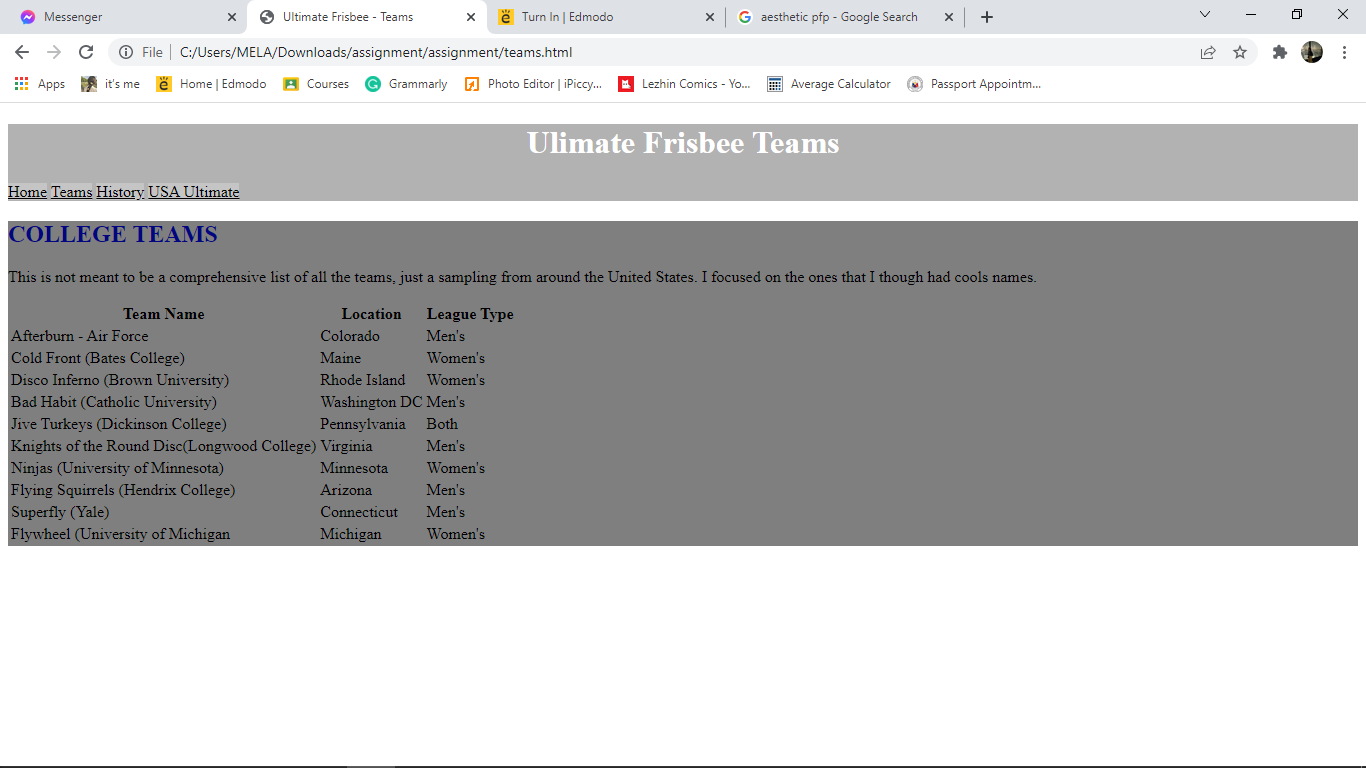 Messenger
Ultimate Frisbee - Teams
Turn In | Edmodo
aesthetic pfp - Google Search
File
C:/Users/MELA/Downloads/assignment/assignment/teams.html
Apps
it's me
Home | Edmodo
Courses
Grammarly
Photo Editor | iPiccy...
Lezhin Comics - Yo...
Average Calculator
Passport Appointm...
Ulimate Frisbee Teams
Home Teams History USA Ultimate
COLLEGE TEAMS
This is not meant to be a comprehensive list of all the teams, just a sampling from around the United States. I focused on the ones that I though had cools names.
Team Name Location League Type
Afterburn - Air Force Colorado Men's
Cold Front (Bates College) Maine Women's
Disco Inferno (Brown University) Rhode Island Women's
Bad Habit (Catholic University) Washington DC Men's
Jive Turkeys (Dickinson College) Pennsylvania Both
Knights of the Round Disc(Longwood College) Virginia Men's
Ninjas (University of Minnesota) Minnesota Women's
Flying Squirrels (Hendrix College) Arizona Men's
Superfly (Yale) Connecticut Men's
Flywheel (University of Michigan Michigan Women's